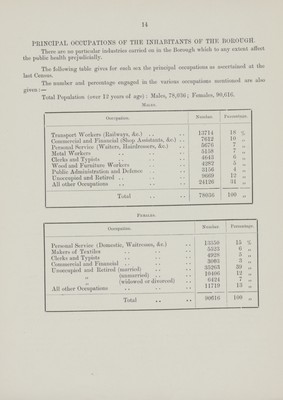 14
PRINCIPAL OCCUPATIONS OF THE INHABITANTS OF THE BOROUGH.
There are no particular industries carried on in the Borough which to any extent affect
the public health prejudicially.
The following table gives for each sex the principal occupations as ascertained at the
last Census.
The number and percentage engaged in the various occupations mentioned are also
given:—
Total Population (over 12 years of age): Males, 78,036; Females, 90,616.
MALES.
Occupation. Number. Percentage.
Transport Workers (Railways, &c.) .. .. 13714 18 %
Commercial and Financial (Shop Assistants, &c.) .. 7612 10 „
Personal Service (Waiters, Hairdressers, &c.) .. 5676 7 „
Metal Workers .. .. .. 5158 7 „
Clerks and Typists .. .. .. 4645 6 „
Wood and Furniture Workers .. .. 4282 5 „
Public Administration and Defence .. .. 3156 4 „
Unoccupied and Retired .. .. .. 9669 12 „
All other Occupations .. .. .. 24120 31 „
Total .. .. 78036 100 „
FEMALES.
Occupation. Number. Percentage.
Personal Service (Domestic, Waitresses, &c.) .. 13350 15 %
Makers of Textiles .. .. .. 5523 6 „
Clerks and Typists .. .. .. 4928 5 „
Commercial and Financial .. .. .. 3001 3 „
Unoccupied and Retired (married) .. .. 35263 39 „
„ „ (unmarried) .. .. 10406 12 „
„ „ (widowed or divorced) .. 6424 7 „
All other Occupations .. .. .. 11719 13 „
Total .. .. 90616 100 „